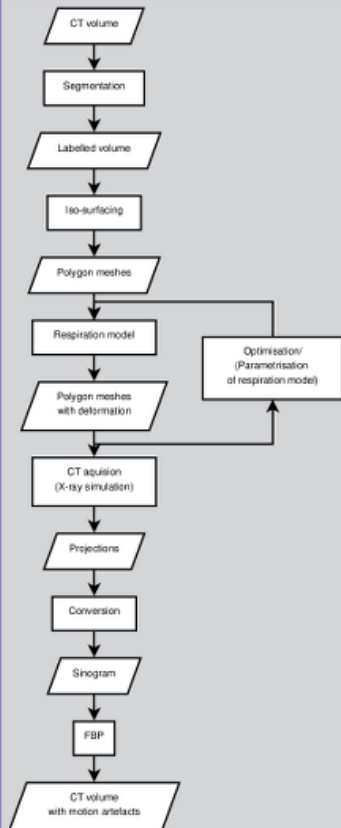 CT volume
Segmentation
Labelled volume
Iso-surfacing
Polygon meshes
Respiration model
Optimisation/
(Parametrisation
of respiration model)
Polygon meshes
with deformation
CT aquision
(X-ray simulation)
Projections
Conversion
Sinogram
FBP
CT volume
with motion artefacts